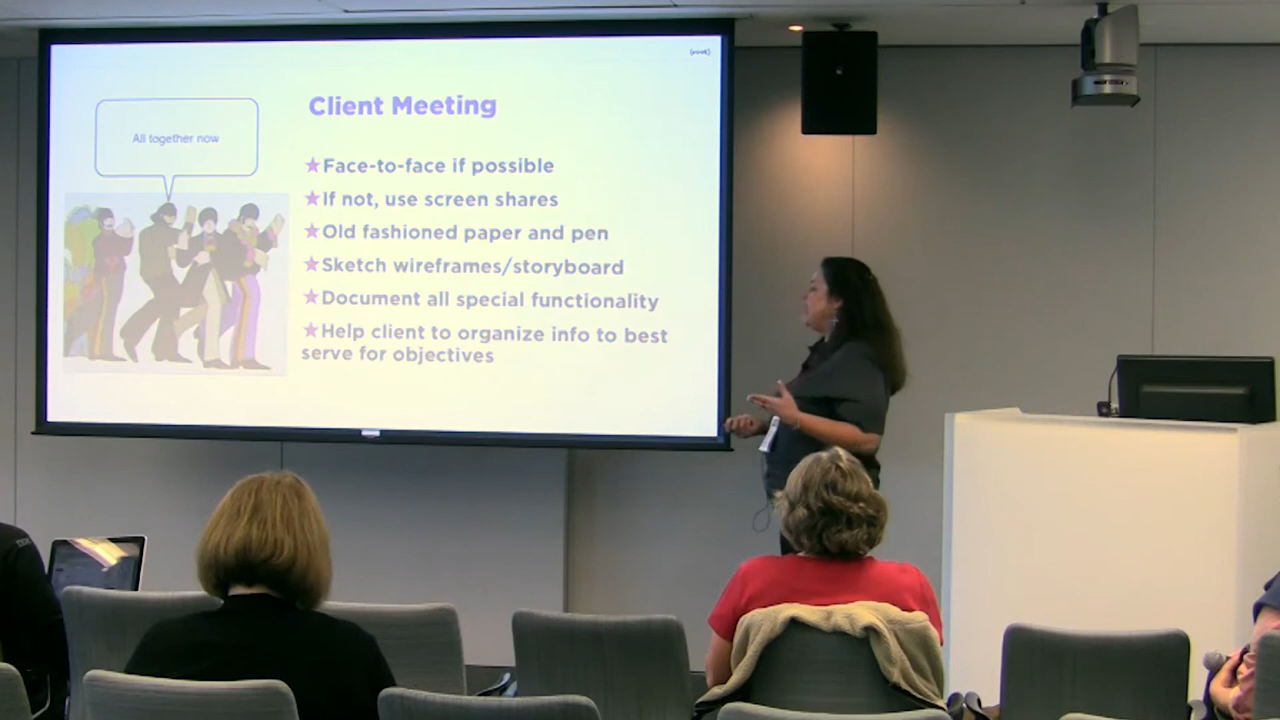 Client Meeting
All together now
★Face-to-face if possible
★If not, use screen shares
★Old fashioned paper and pen
★Sketch wireframes/storyboard
★Document all special functionality
★Help client to organize info to best
serve for objectives